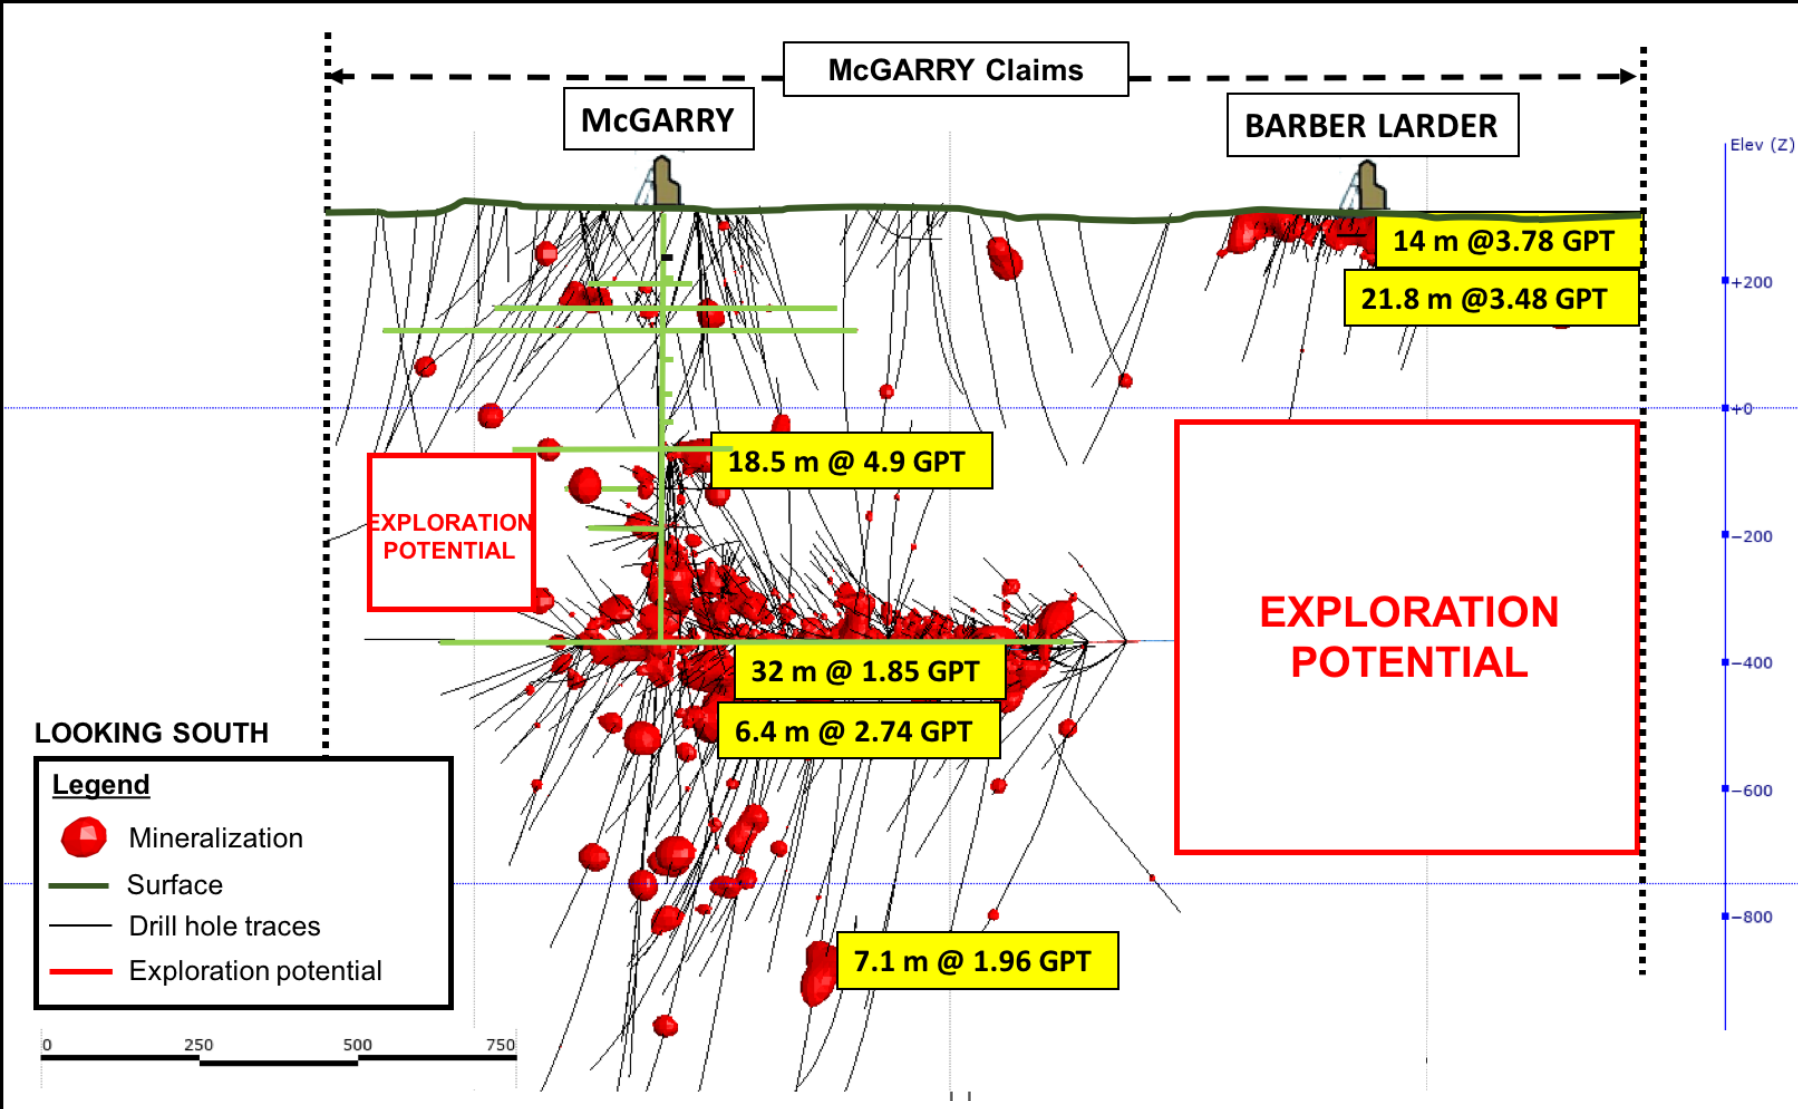 McGARRY Claims
McGARRY
BARBER LARDER
Elev (Z)
14 m @3.78 GPT
+200
21.8 m @3.48 GPT
+0
18.5 m @ 4.9 GPT
EXPLORATION
POTENTIAL
−200
EXPLORATION
POTENTIAL
32 m @ 1.85 GPT
−400
6.4 m @ 2.74 GPT
LOOKING SOUTH
−600
Legend
Mineralization
Surface
Drill hole traces
Exploration potential
−800
7.1 m @ 1.96 GPT
0 250 500 750